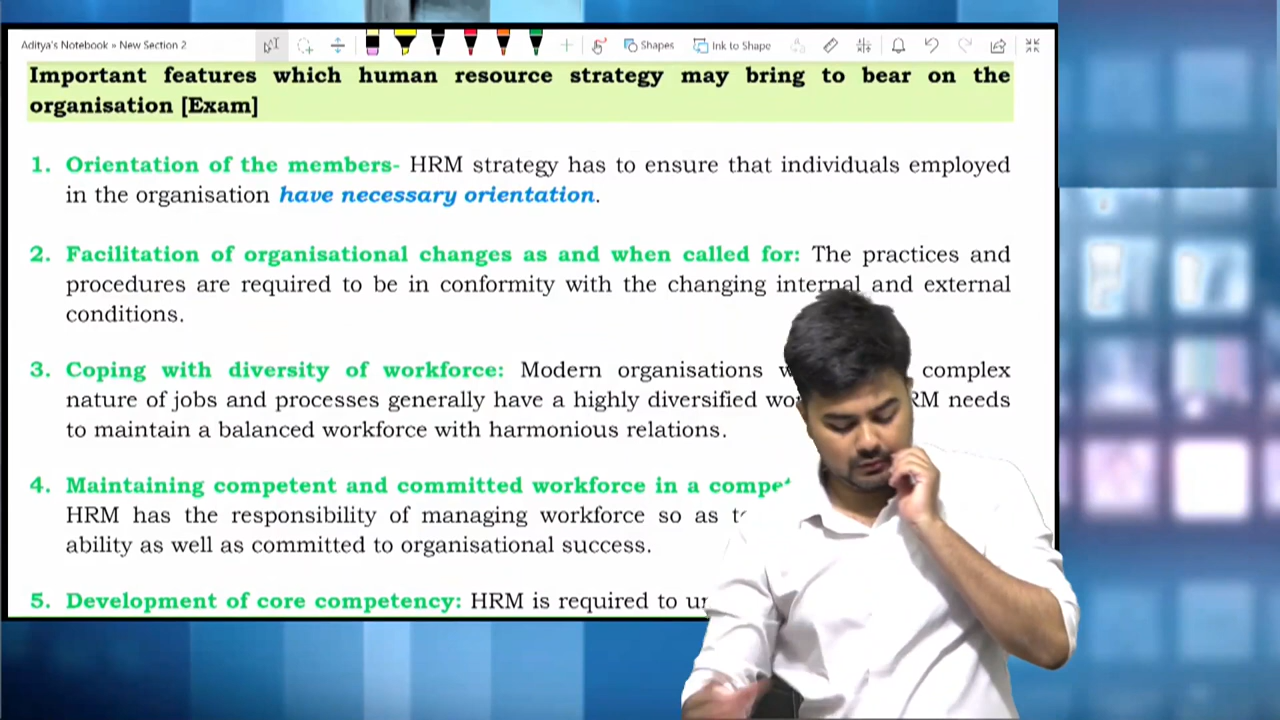 Aditya's Notebook » New Section 2
Shapes
Ink to Shape
Important features which human resource strategy may bring to bear on the
organisation [Exam]
1. Orientation of the members- HRM strategy has to ensure that individuals employed
in the organisation have necessary orientation.
2. Facilitation of organisational changes as and when called for: The practices and
procedures are required to be in conformity with the changing internal and external
conditions.
3. Coping with diversity of workforce: Modern organisations complex
nature of jobs and processes generally have a highly diversified needs
to maintain a balanced workforce with harmonious relations.
4. Maintaining competent and committed workforce in a
HRM has the responsibility of managing workforce so as
ability as well as committed to organisational success.
5. Development of core competency: HRM is required to